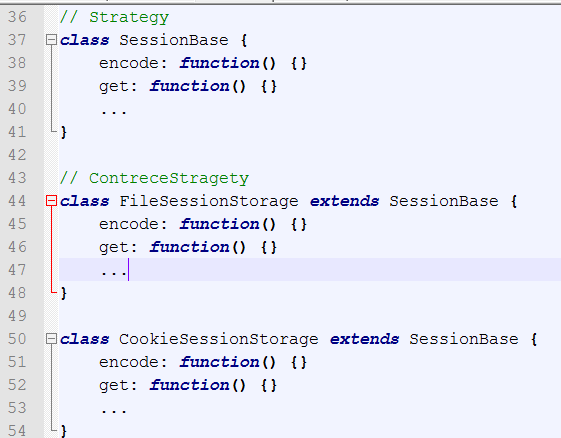 36 // Strategy
37 class SessionBase {
38 encode: function() {}
39 get: function() {}
40 ...
41 }
42
43 // ContreceStragety
44 class FileSessionStorage extends SessionBase {
45 encode: function() {}
46 get: function() {}
47 ...
48 }
49
50 class CookieSessionStorage extends SessionBase {
51 encode: function() {}
52 get: function() {}
53 ...
54 }